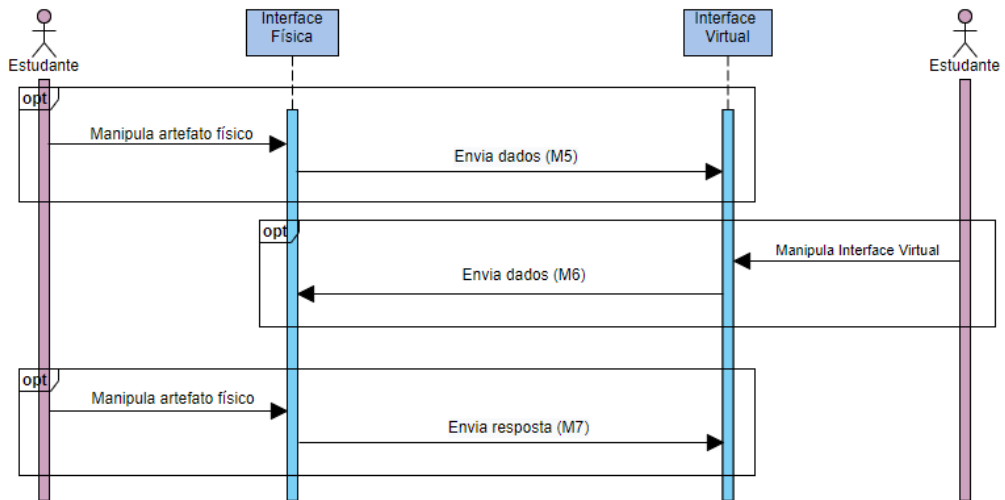 Interface
Física
Interface
Virtual
Estudante
Estudante
opt
Manipula artefato físico
Envia dados (M5)
opt
Manipula Interface Virtual
Envia dados (M6)
opt
Manipula artefato físico
Envia resposta (M7)